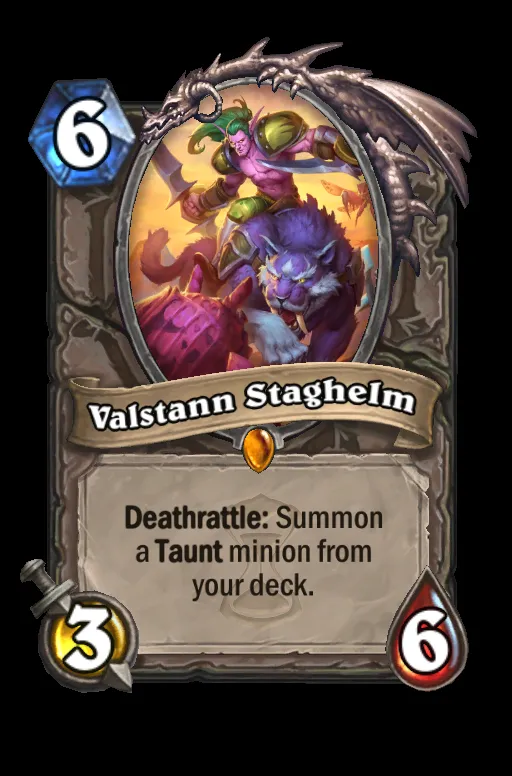 6
Valstann Staghelm
Deathrattle: Summon
a Taunt minion from
your deck.
3
6